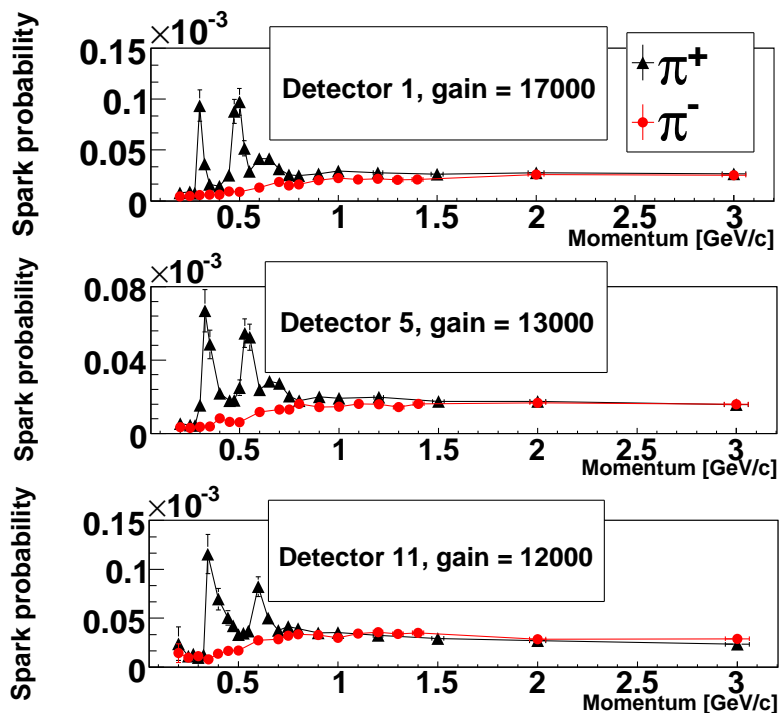 ×10⁻³
0.15
0.1
0.05
0
Spark probability
Detector 1, gain = 17000
π⁺
π⁻
0.5 1 1.5 2 2.5 3
Momentum [GeV/c]
×10⁻³
0.08
0.04
0
Spark probability
Detector 5, gain = 13000
0.5 1 1.5 2 2.5 3
Momentum [GeV/c]
×10⁻³
0.15
0.1
0.05
0
Spark probability
Detector 11, gain = 12000
0.5 1 1.5 2 2.5 3
Momentum [GeV/c]